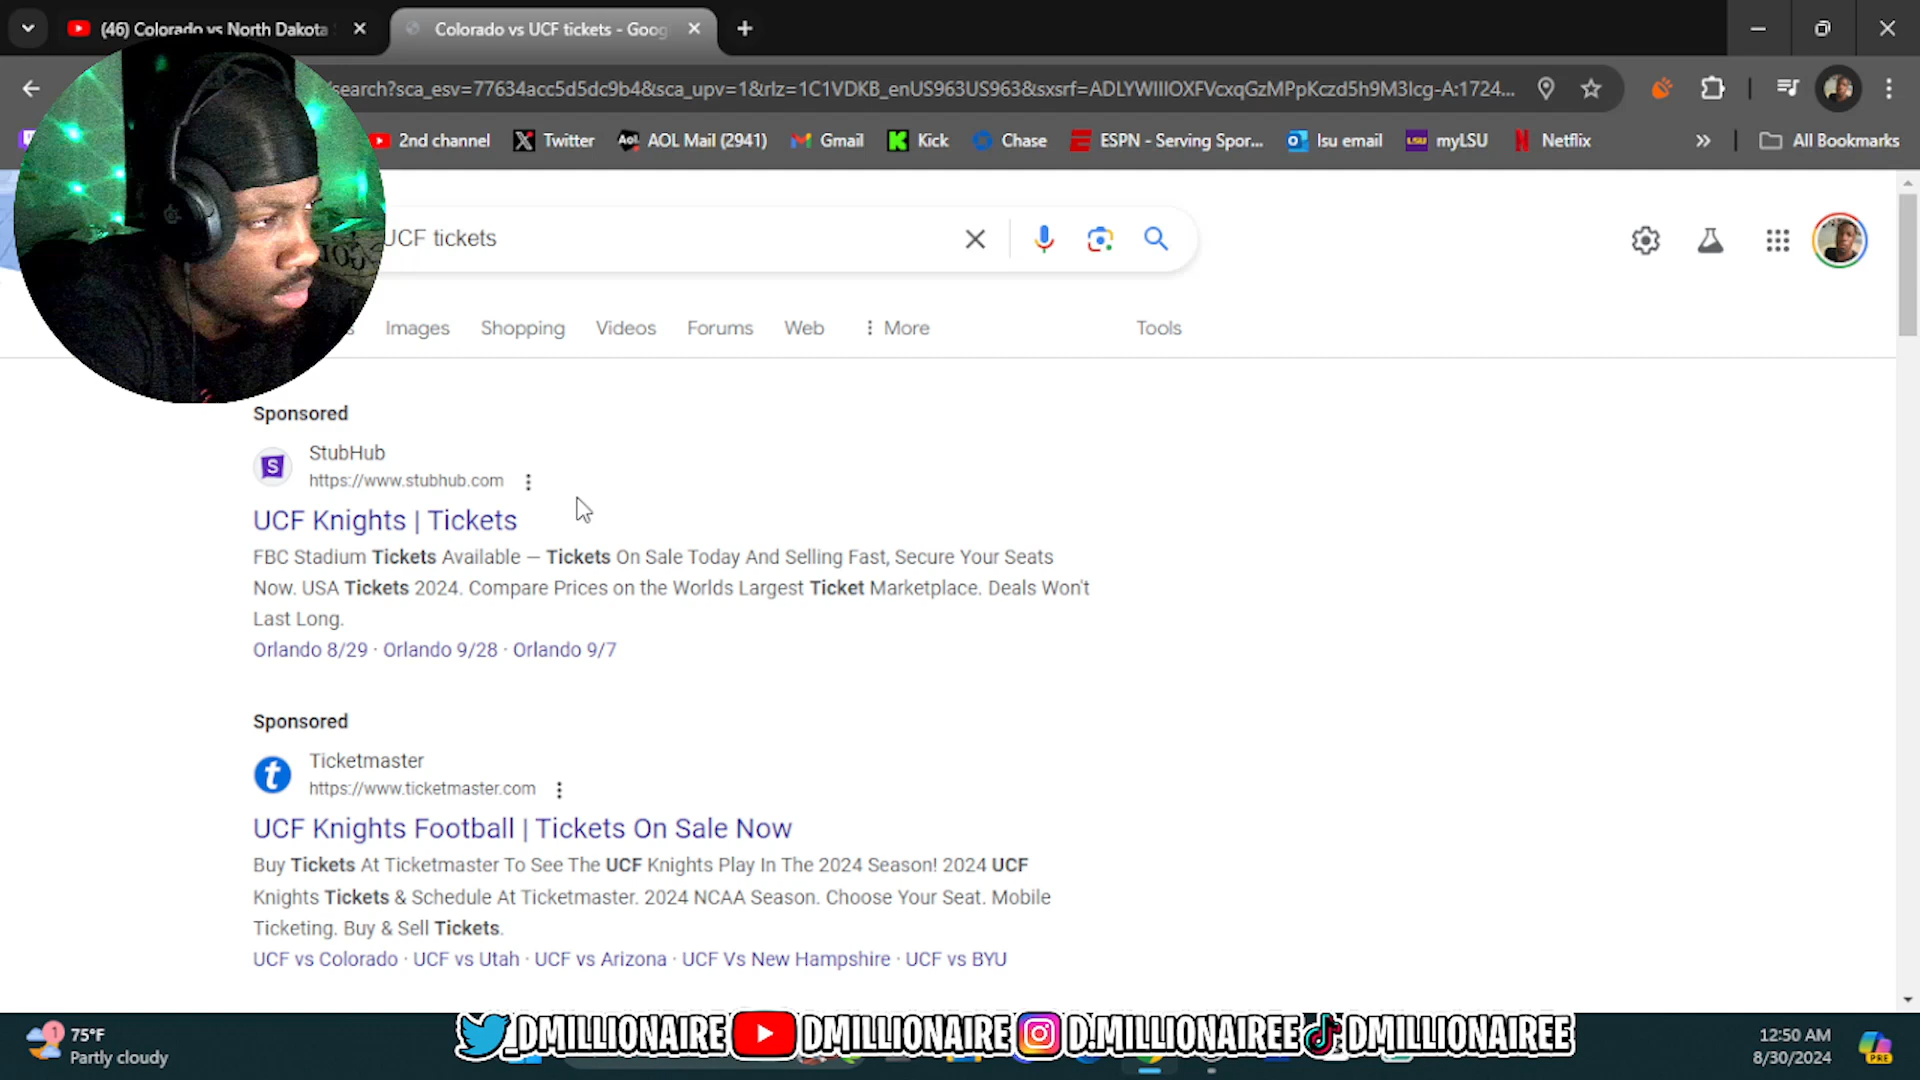 (46) Colorado vs North Dakota
Colorado vs UCF tickets - Goog
search?sca_esv=77634acc5d5dc9b4&sca_upv=1&rlz=1C1VDKB_enUS963US963&sxsrf=ADLYWIIIOXFVcxqGzMPpKczd5h9M3Icg-A:1724...
2nd channel
Twitter
AOL Mail (2941)
Gmail
Kick
Chase
ESPN - Serving Spor...
lsu email
myLSU
Netflix
All Bookmarks
UCF tickets
Images
Shopping
Videos
Forums
Web
More
Tools
Sponsored
StubHub
https://www.stubhub.com
UCF Knights | Tickets
FBC Stadium Tickets Available — Tickets On Sale Today And Selling Fast, Secure Your Seats
Now. USA Tickets 2024. Compare Prices on the Worlds Largest Ticket Marketplace. Deals Won't
Last Long.
Orlando 8/29 · Orlando 9/28 · Orlando 9/7
Sponsored
Ticketmaster
https://www.ticketmaster.com
UCF Knights Football | Tickets On Sale Now
Buy Tickets At Ticketmaster To See The UCF Knights Play In The 2024 Season! 2024 UCF
Knights Tickets & Schedule At Ticketmaster. 2024 NCAA Season. Choose Your Seat. Mobile
Ticketing. Buy & Sell Tickets.
UCF vs Colorado · UCF vs Utah · UCF vs Arizona · UCF Vs New Hampshire · UCF vs BYU
1
75°F
Partly cloudy
_DMILLIONAIRE
DMILLIONAIRE
D.MILLIONAIREE
DMILLIONAIREE
12:50 AM
8/30/2024
PRE